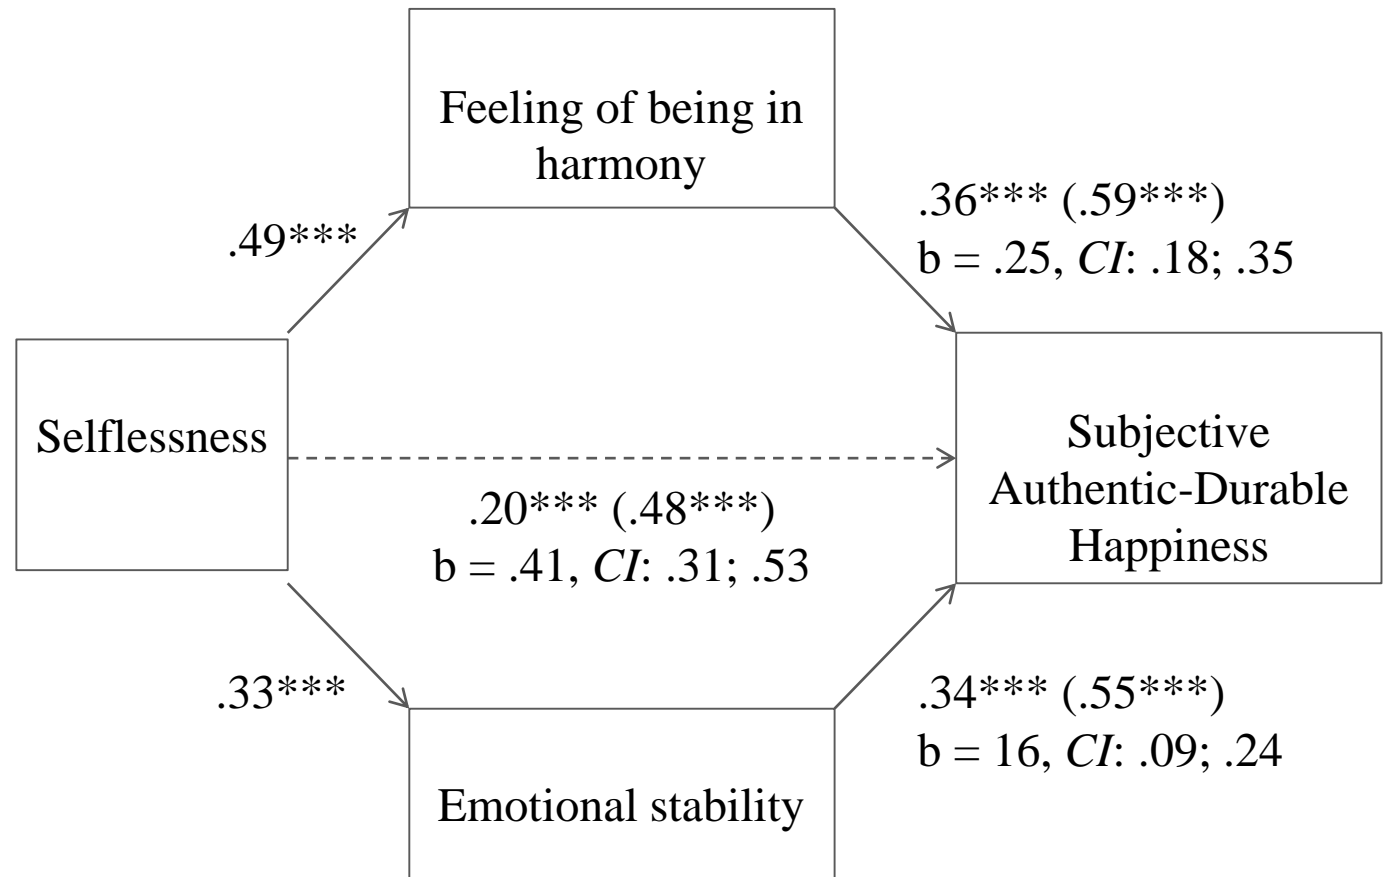 Feeling of being in
harmony
.36*** (.59***)
b = .25, CI: .18; .35
.49***
Selflessness
Subjective
Authentic-Durable
Happiness
.20*** (.48***)
b = .41, CI: .31; .53
.33***
.34*** (.55***)
b = 16, CI: .09; .24
Emotional stability